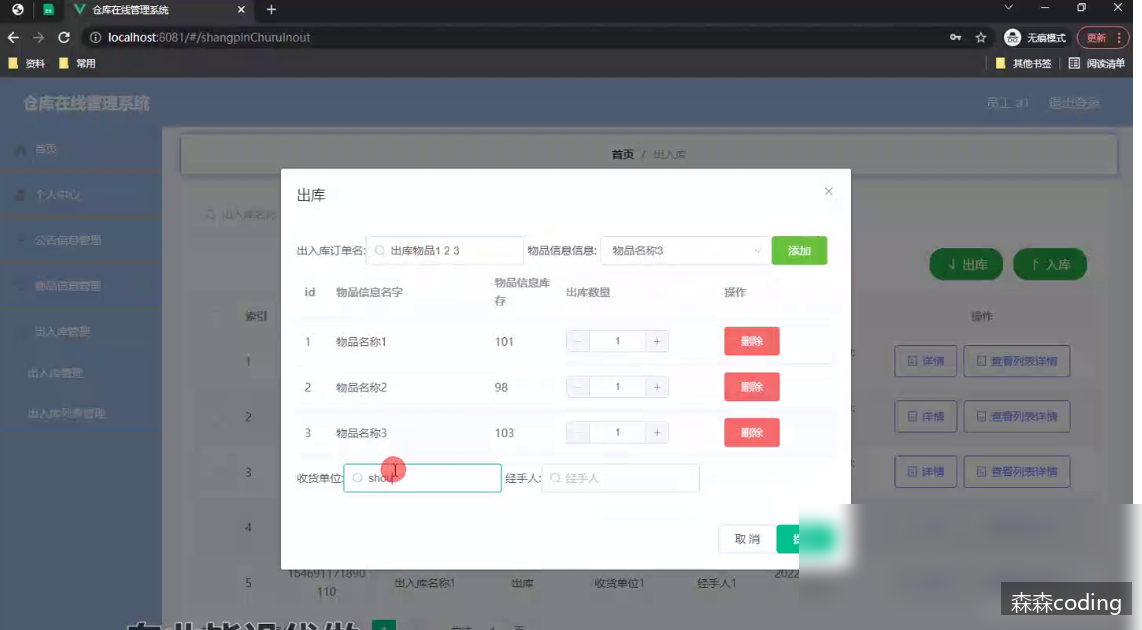 仓库在线管理系统
localhost:8081/#/shangpinChuruInout
无痕模式
更新
资料
常用
其他书签
阅读清单
仓库在线管理系统
员工 a1
退出登录
首页
首页 / 出入库
个人中心
公告信息管理
物品信息管理
出入库管理
出入库管理
出入库列表管理
出入库名称
出库
入库
索引
操作
1
详情
查看列表详情
2
详情
查看列表详情
3
详情
查看列表详情
4
5
164691171890
110
出入库名称1
出库
收货单位1
经手人1
2022
出库
出入库订单名:
出库物品1 2 3
物品信息信息:
物品名称3
添加
id
物品信息名字
物品信息库
存
出库数量
操作
1
物品名称1
101
1
删除
2
物品名称2
98
1
删除
3
物品名称3
103
1
删除
收货单位:
shou
经手人:
经手人
取消
森森coding